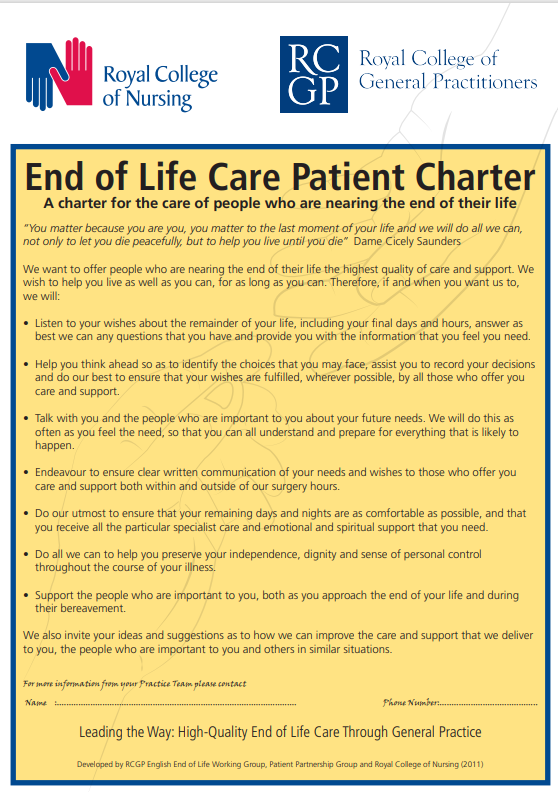 Royal College
of Nursing
RC
GP
Royal College of
General Practitioners
End of Life Care Patient Charter
A charter for the care of people who are nearing the end of their life
“You matter because you are you, you matter to the last moment of your life and we will do all we can,
not only to let you die peacefully, but to help you live until you die” Dame Cicely Saunders
We want to offer people who are nearing the end of their life the highest quality of care and support. We
wish to help you live as well as you can, for as long as you can. Therefore, if and when you want us to,
we will:
• Listen to your wishes about the remainder of your life, including your final days and hours, answer as
best we can any questions that you have and provide you with the information that you feel you need.
• Help you think ahead so as to identify the choices that you may face, assist you to record your decisions
and do our best to ensure that your wishes are fulfilled, wherever possible, by all those who offer you
care and support.
• Talk with you and the people who are important to you about your future needs. We will do this as
often as you feel the need, so that you can all understand and prepare for everything that is likely to
happen.
• Endeavour to ensure clear written communication of your needs and wishes to those who offer you
care and support both within and outside of our surgery hours.
• Do our utmost to ensure that your remaining days and nights are as comfortable as possible, and that
you receive all the particular specialist care and emotional and spiritual support that you need.
• Do all we can to help you preserve your independence, dignity and sense of personal control
throughout the course of your illness.
• Support the people who are important to you, both as you approach the end of your life and during
their bereavement.
We also invite your ideas and suggestions as to how we can improve the care and support that we deliver
to you, the people who are important to you and others in similar situations.
For more information from your Practice Team please contact
Name :........................................ Phone Number:........................
Leading the Way: High-Quality End of Life Care Through General Practice
Developed by RCGP English End of Life Working Group, Patient Partnership Group and Royal College of Nursing (2011)